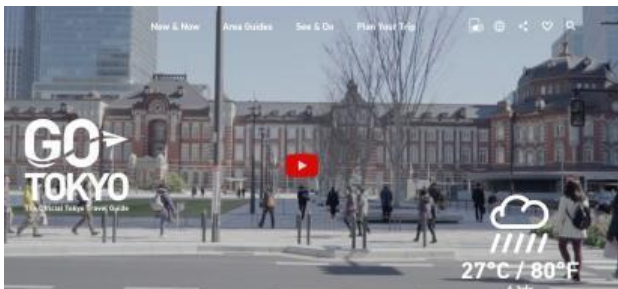 New & Now
Area Guides
See & Do
Plan Your Trip
GO
TOKYO
The Official Tokyo Travel Guide
27°C / 80°F